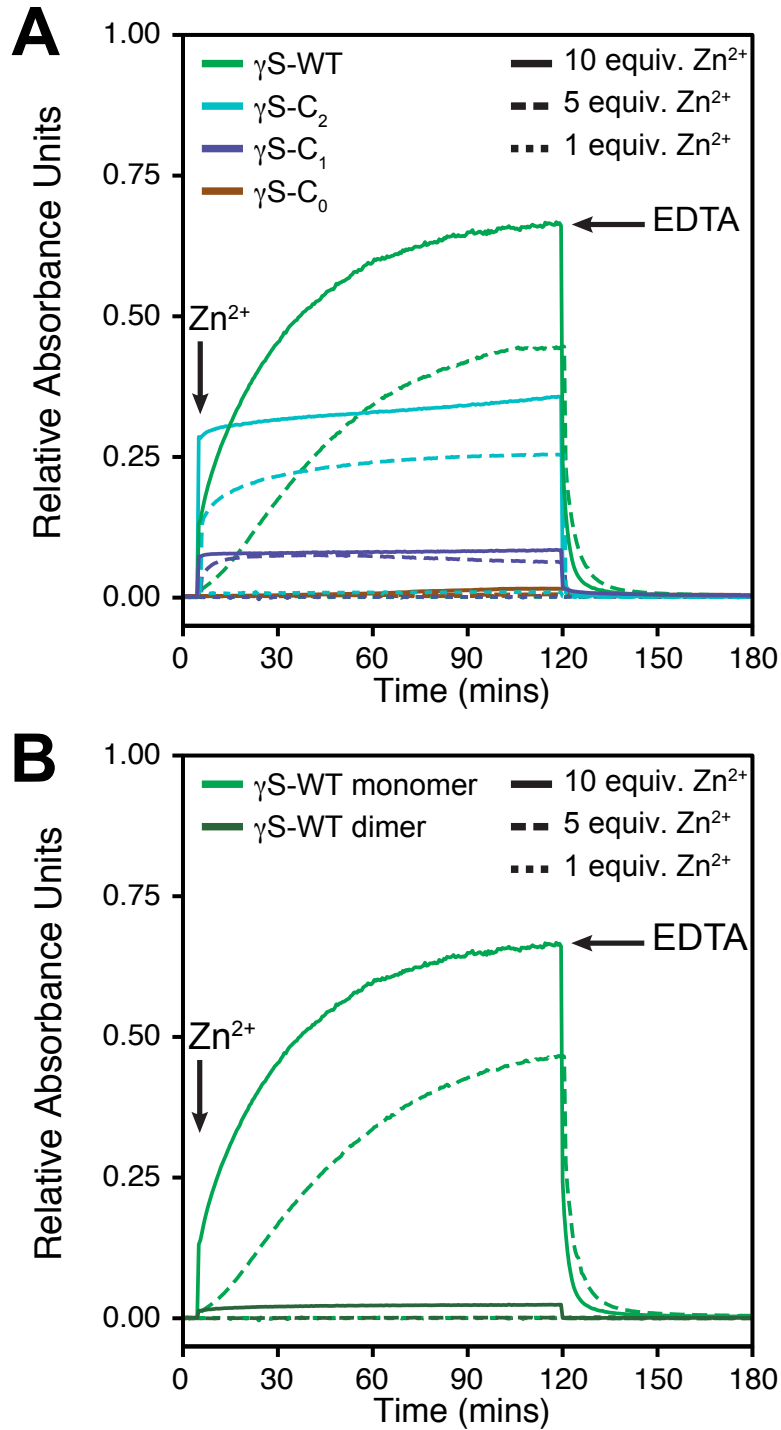 A
1.00
0.75
0.50
0.25
0.00
Relative Absorbance Units
γS-WT
γS-C₂
γS-C₁
γS-C₀
10 equiv. Zn²⁺
5 equiv. Zn²⁺
1 equiv. Zn²⁺
EDTA
Zn²⁺
0 30 60 90 120 150 180
Time (mins)
B
1.00
0.75
0.50
0.25
0.00
Relative Absorbance Units
γS-WT monomer
γS-WT dimer
10 equiv. Zn²⁺
5 equiv. Zn²⁺
1 equiv. Zn²⁺
EDTA
Zn²⁺
0 30 60 90 120 150 180
Time (mins)